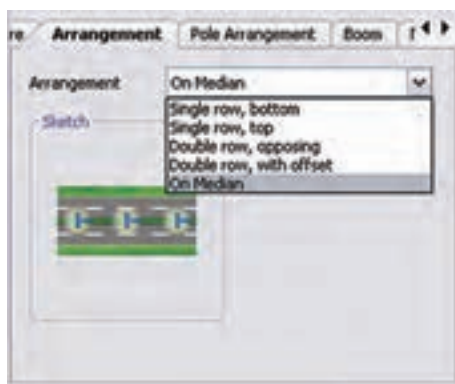 re Arrangement Pole Arrangement Boom
Arrangement On Median
Sketch
Single row, bottom
Single row, top
Double row, opposing
Double row, with offset
On Median